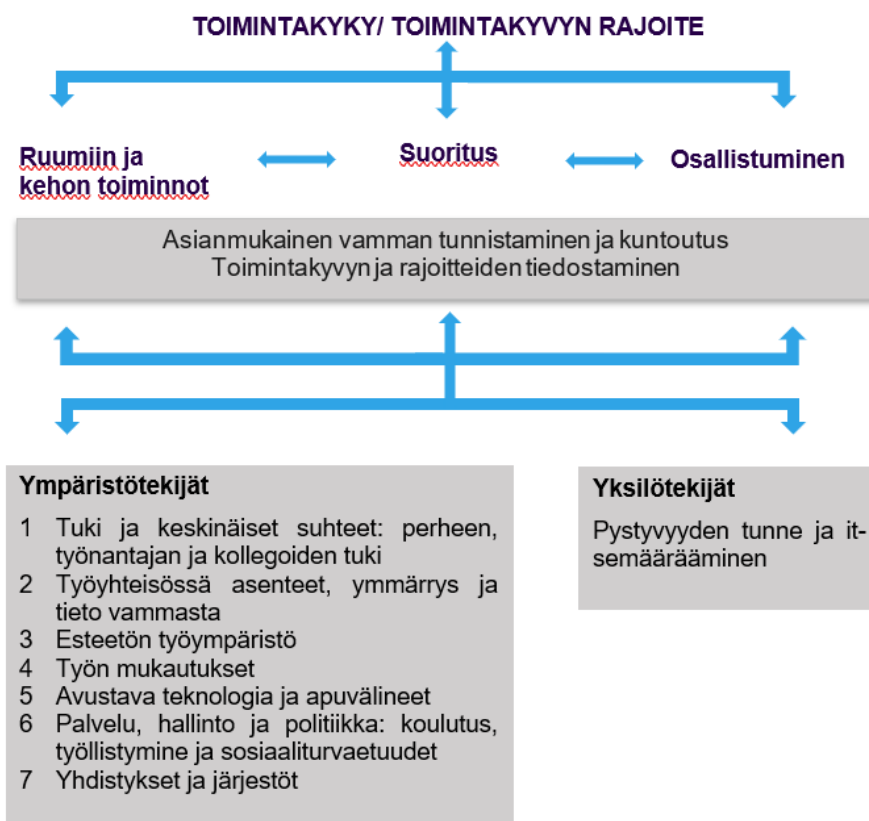 TOIMINTAKYKY/ TOIMINTAKYVYN RAJOITE
Ruumiin ja
kehon toiminnot
Suoritus
Osallistuminen
Asianmukainen vamman tunnistaminen ja kuntoutus
Toimintakyvyn ja rajoitteiden tiedostaminen
Ympäristötekijät
1 Tuki ja keskinäiset suhteet: perheen,
työnantajan ja kollegoiden tuki
2 Työyhteisössä asenteet, ymmärrys ja
tieto vammasta
3 Esteetön työympäristö
4 Työn mukautukset
5 Avustava teknologia ja apuvälineet
6 Palvelu, hallinto ja politiikka: koulutus,
työllistymine ja sosiaaliturvaetuudet
7 Yhdistykset ja järjestöt
Yksilötekijät
Pystyvyyden tunne ja it-
semäärääminen